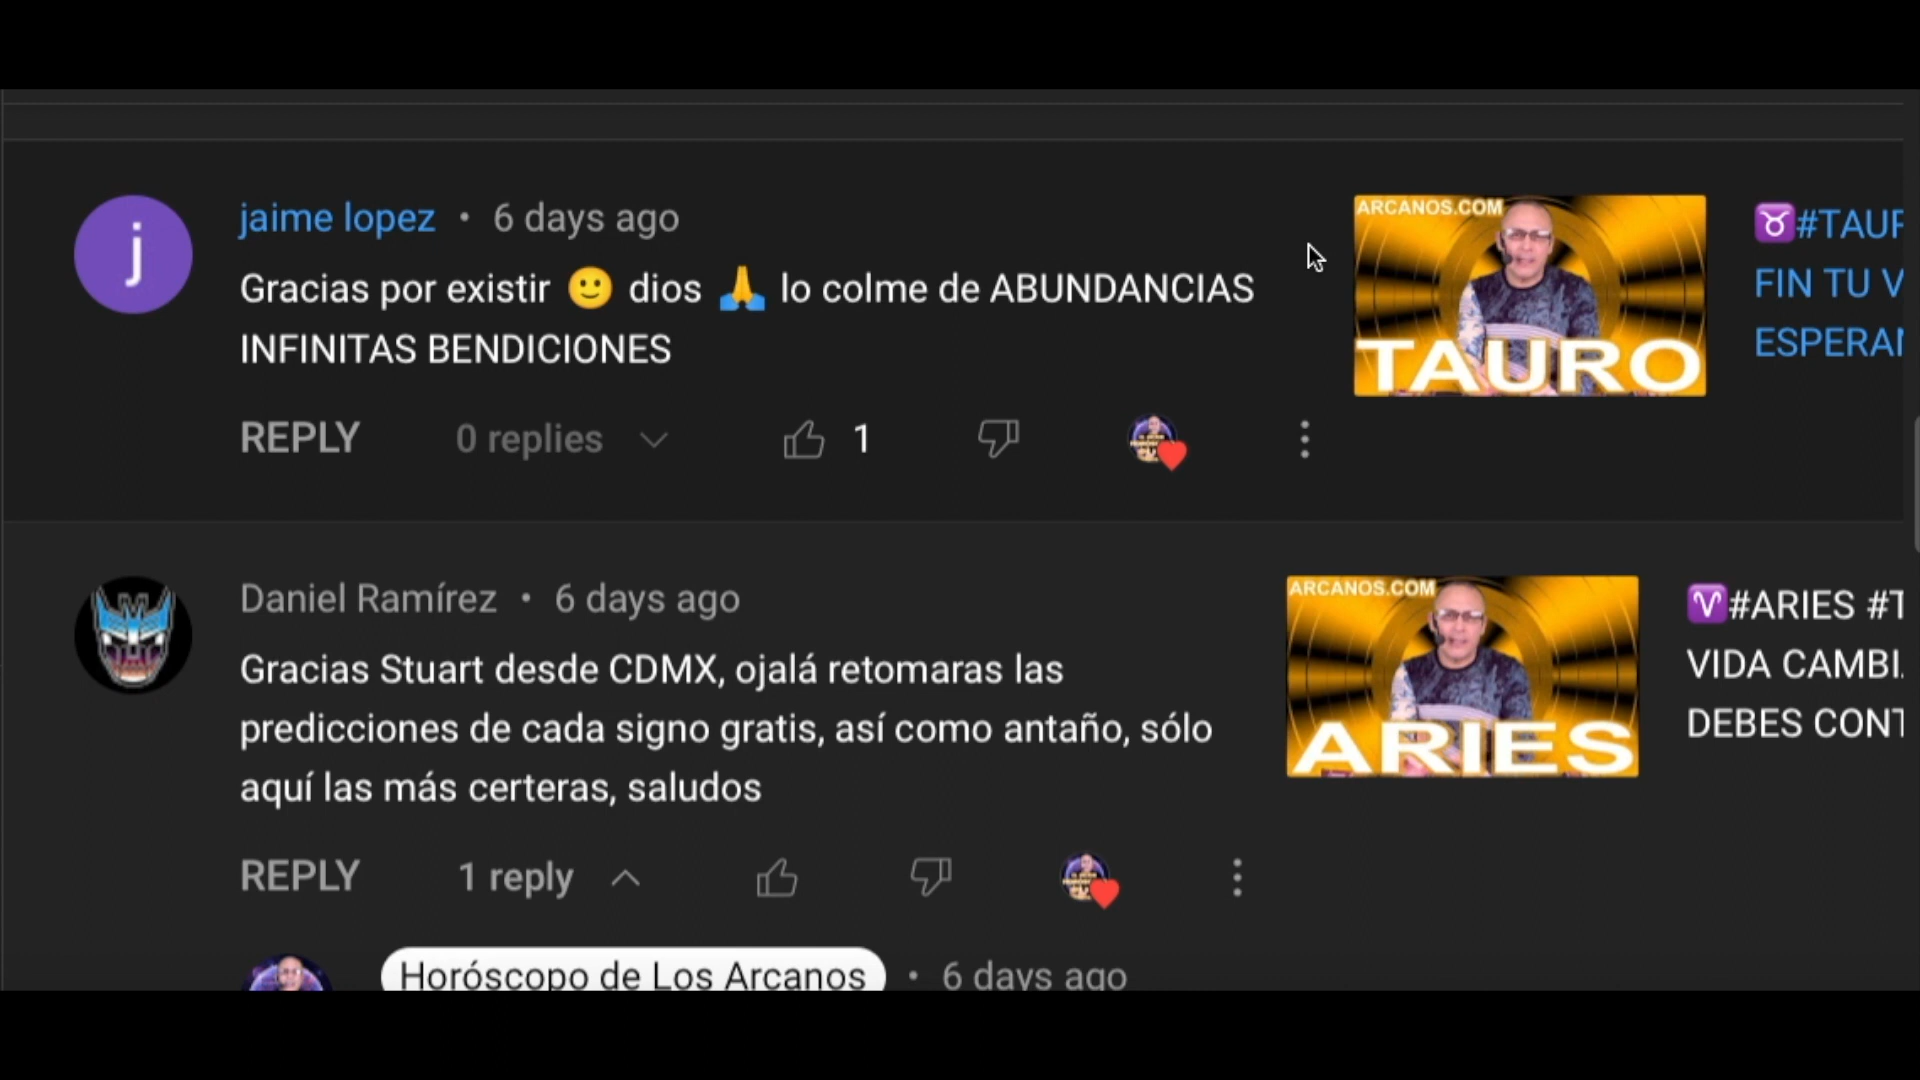 j
jaime lopez • 6 days ago
Gracias por existir 🙂 dios 🙏 lo colme de ABUNDANCIAS
INFINITAS BENDICIONES
REPLY 0 replies 1
ARCANOS.COM
TAURO
♉#TAUR
FIN TU V
ESPERAN
Daniel Ramírez • 6 days ago
Gracias Stuart desde CDMX, ojalá retomaras las
predicciones de cada signo gratis, así como antaño, sólo
aquí las más certeras, saludos
REPLY 1 reply
ARCANOS.COM
ARIES
♈#ARIES #T
VIDA CAMBI
DEBES CONT
Horóscopo de Los Arcanos • 6 days ago